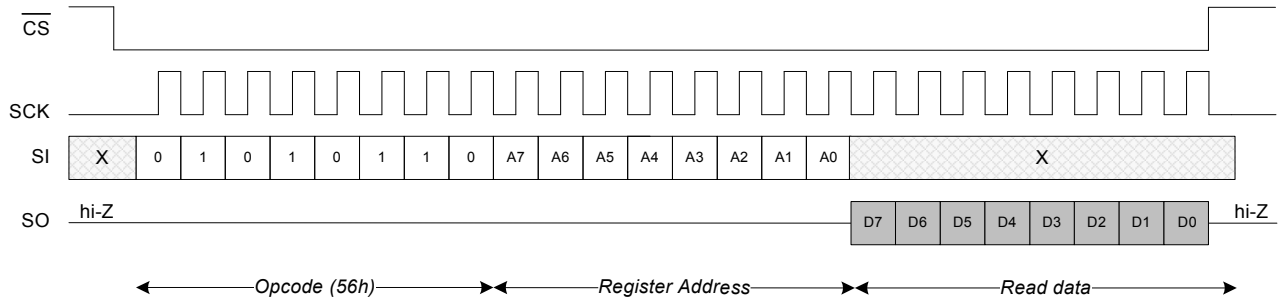 CS
SCK
SI X 0 1 0 1 0 1 1 0 A7 A6 A5 A4 A3 A2 A1 A0 X
SO hi-Z D7 D6 D5 D4 D3 D2 D1 D0 hi-Z
Opcode (56h) Register Address Read data